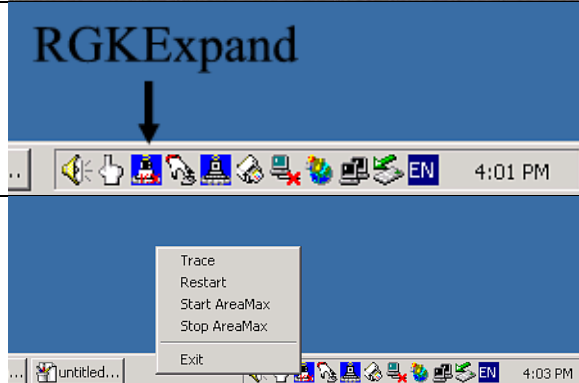 RGKExpand
..
EN
4:01 PM
Trace
Restart
Start AreaMax
Stop AreaMax
Exit
... untitled...
EN
4:03 PM